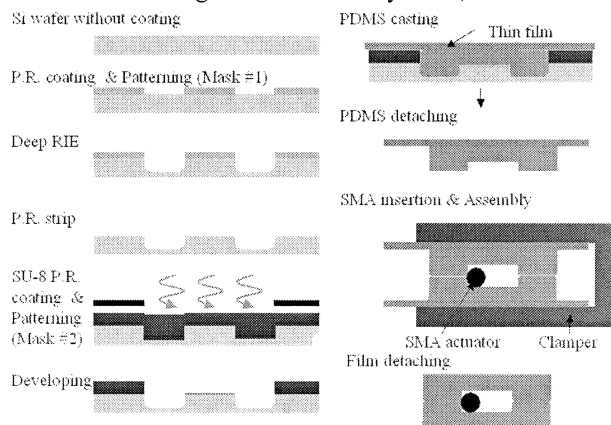 Si wafer without coating
P.R. coating & Patterning (Mask #1)
Deep RIE
P.R. strip
SU-8 P.R.
coating &
Patterning
(Mask #2)
Developing
PDMS casting
Thin film
PDMS detaching
SMA insertion & Assembly
SMA actuator
Clamper
Film detaching